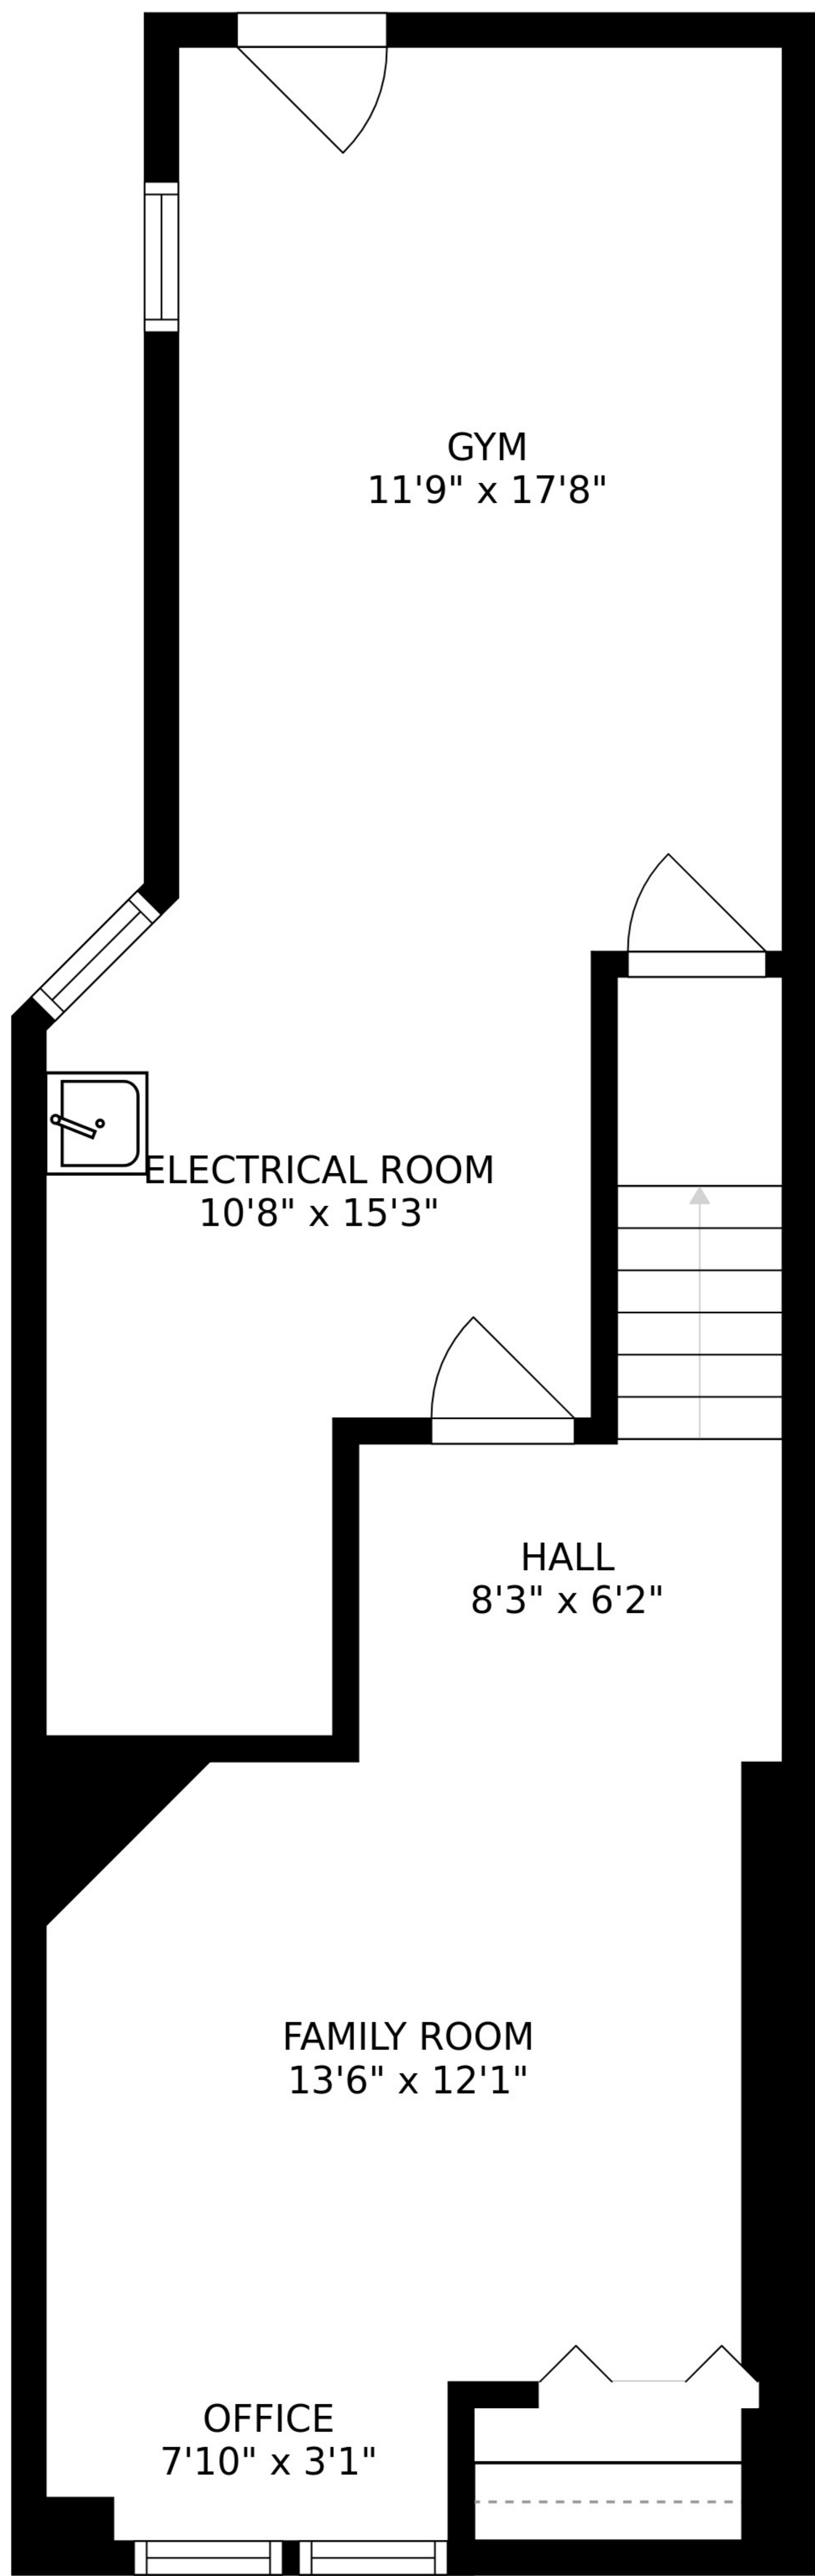 GYM
11'9" x 17'8"
ELECTRICAL ROOM
10'8" x 15'3"
HALL
8'3" x 6'2"
FAMILY ROOM
13'6" x 12'1"
OFFICE
7'10" x 3'1"